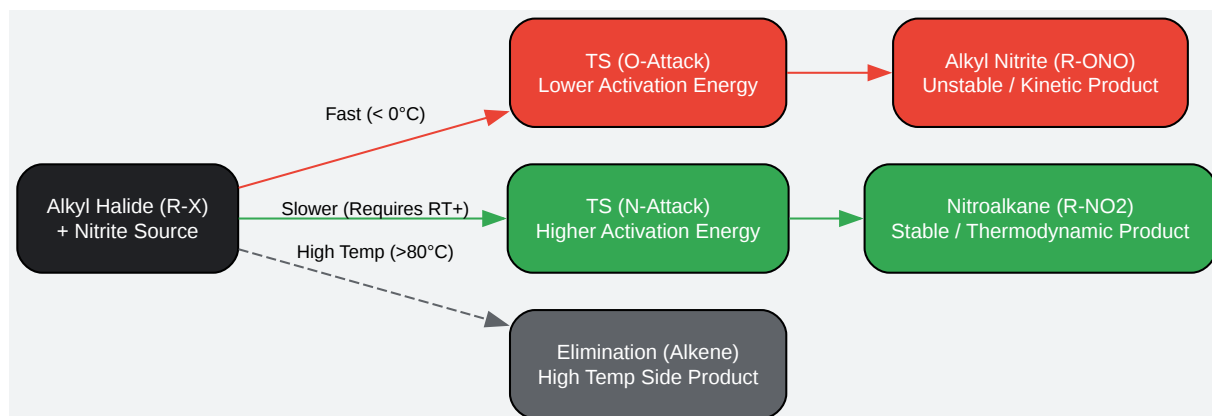 TS (O-Attack)
Lower Activation Energy
Alkyl Nitrite (R-ONO)
Unstable / Kinetic Product
Fast (< 0°C)
Alkyl Halide (R-X)
+ Nitrite Source
Slower (Requires RT+)
TS (N-Attack)
Higher Activation Energy
Nitroalkane (R-NO2)
Stable / Thermodynamic Product
High Temp (>80°C)
Elimination (Alkene)
High Temp Side Product